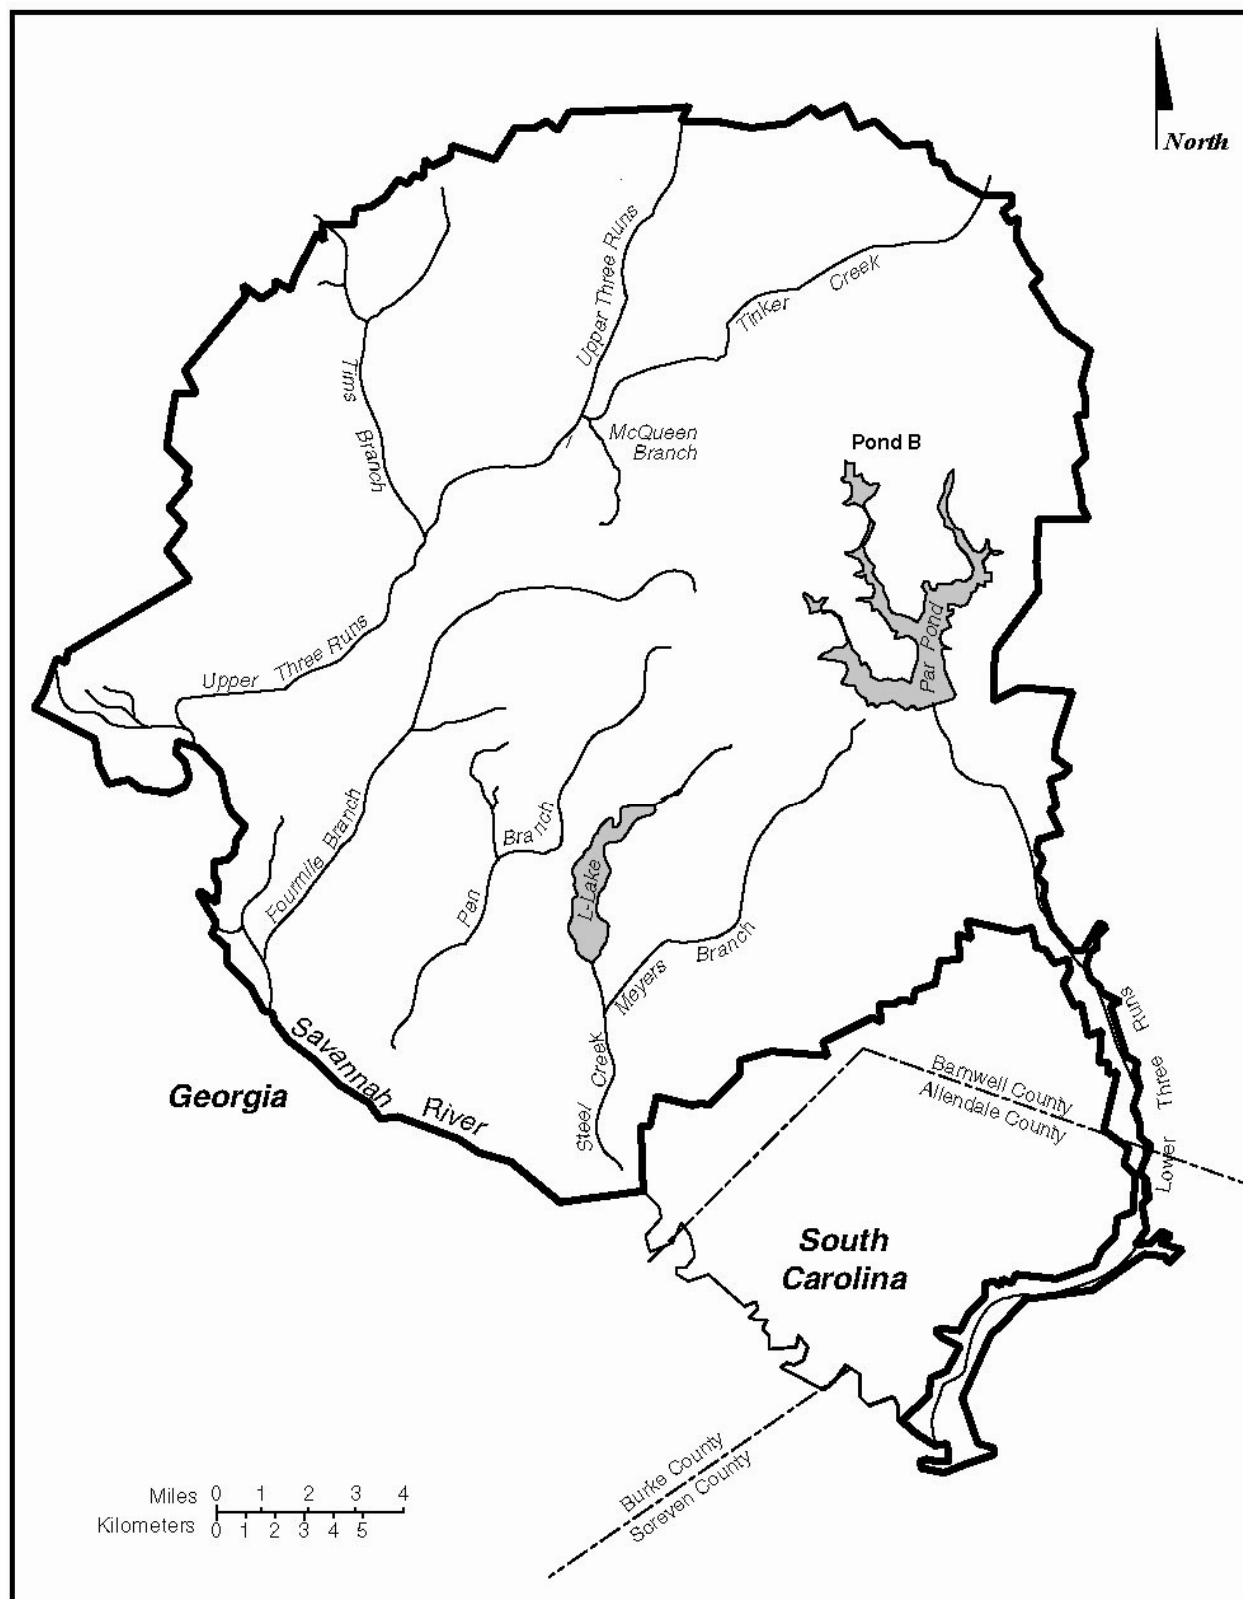 North
Upper Three Runs
Tinker Creek
Tims Branch
McQueen
Branch
Pond B
Par Pond
Upper Three Runs
Fourmile Branch
Pen Branch
L-Lake
Meyers Branch
Steel Creek
Savannah River
Georgia
Barnwell County
Allendale County
Lower Three Runs
South
Carolina
Burke County
Screven County
Miles 0 1 2 3 4
Kilometers 0 1 2 3 4 5